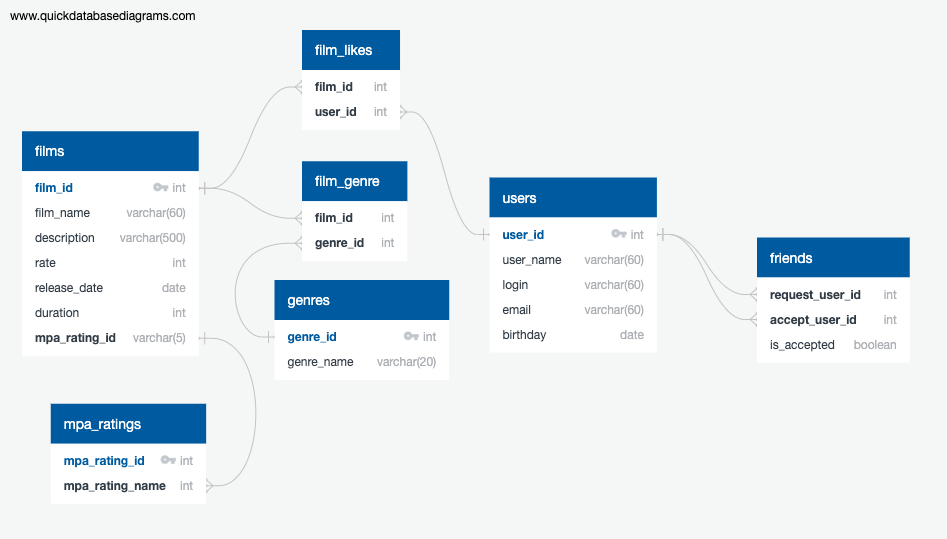 www.quickdatabasediagrams.com
film_likes
film_id int
user_id int
films
film_id int
film_name varchar(60)
description varchar(500)
rate int
release_date date
duration int
mpa_rating_id varchar(5)
film_genre
film_id int
genre_id int
genres
genre_id int
genre_name varchar(20)
users
user_id int
user_name varchar(60)
login varchar(60)
email varchar(60)
birthday date
friends
request_user_id int
accept_user_id int
is_accepted boolean
mpa_ratings
mpa_rating_id int
mpa_rating_name int